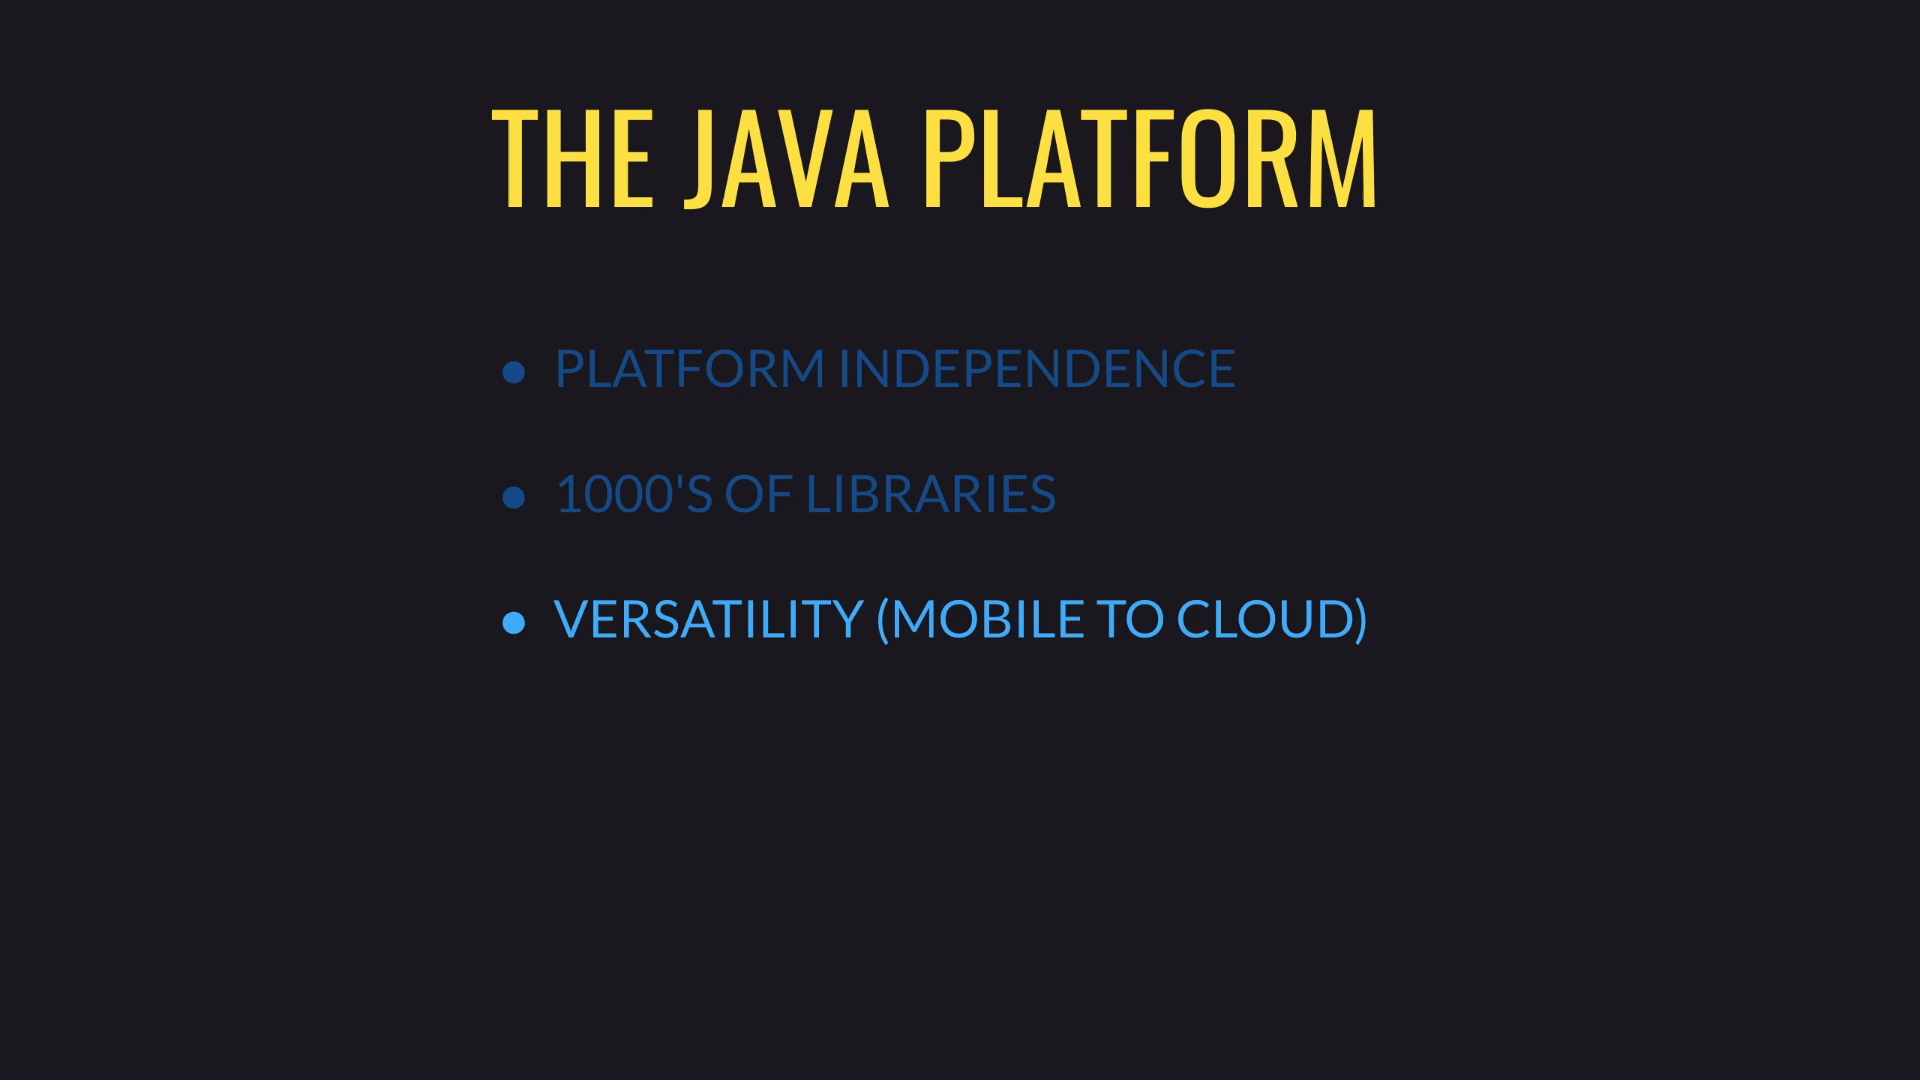 THE JAVA PLATFORM
● PLATFORM INDEPENDENCE
● 1000'S OF LIBRARIES
● VERSATILITY (MOBILE TO CLOUD)